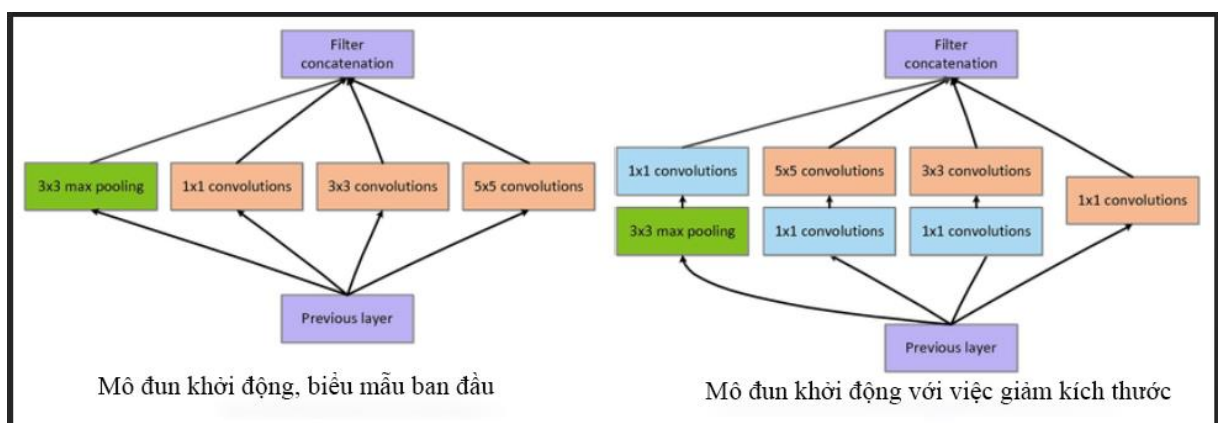 Filter
concatenation
3x3 max pooling
1x1 convolutions
3x3 convolutions
5x5 convolutions
Previous layer
Mô đun khởi động, biểu mẫu ban đầu
Filter
concatenation
1x1 convolutions
5x5 convolutions
3x3 convolutions
1x1 convolutions
3x3 max pooling
1x1 convolutions
1x1 convolutions
Previous layer
Mô đun khởi động với việc giảm kích thước